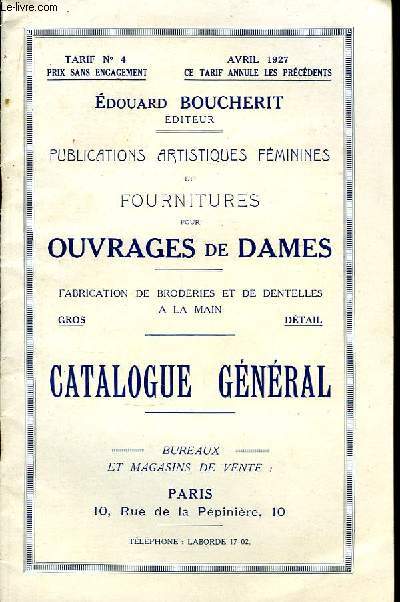 TARIF Nº 4
PRIX SANS ENGAGEMENT
AVRIL 1927
CE TARIF ANNULE LES PRÉCÉDENTS
ÉDOUARD BOUCHERIT
ÉDITEUR
PUBLICATIONS ARTISTIQUES FÉMININES
ET
FOURNITURES
POUR
OUVRAGES DE DAMES
FABRICATION DE BRODERIES ET DE DENTELLES
A LA MAIN
GROS
DÉTAIL
CATALOGUE GÉNÉRAL
BUREAUX
ET MAGASINS DE VENTE :
PARIS
10, Rue de la Pépinière, 10
TÉLÉPHONE : LABORDE 17-02.
© Le-livre.com